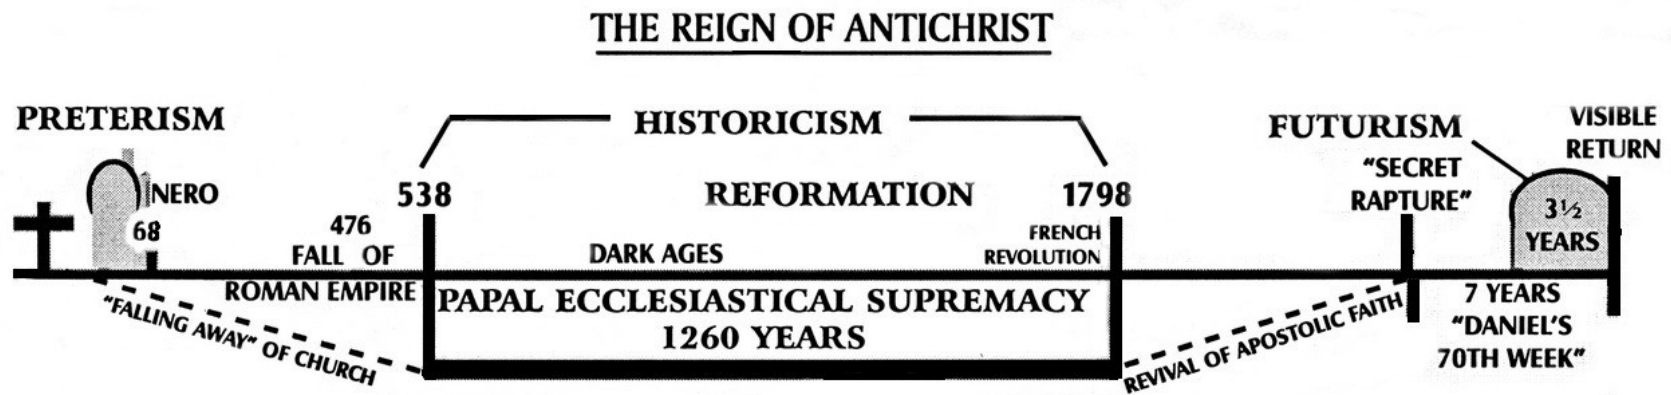 THE REIGN OF ANTICHRIST
PRETERISM
NERO
68
"FALLING AWAY" OF CHURCH
476
FALL OF
ROMAN EMPIRE
HISTORICISM
538
REFORMATION
1798
DARK AGES
FRENCH
REVOLUTION
PAPAL ECCLESIASTICAL SUPREMACY
1260 YEARS
REVIVAL OF APOSTOLIC FAITH
FUTURISM
"SECRET
RAPTURE"
3½
YEARS
VISIBLE
RETURN
7 YEARS
"DANIEL'S
70TH WEEK"